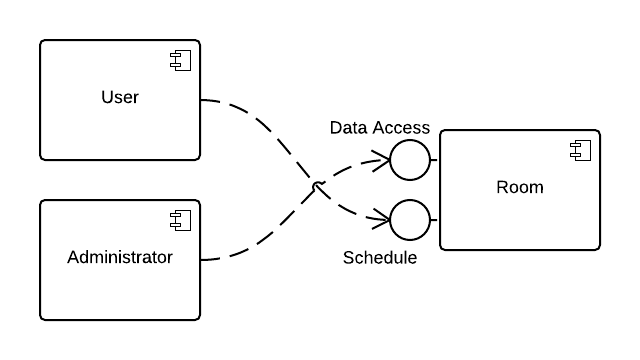 User
Data Access
Room
Administrator
Schedule